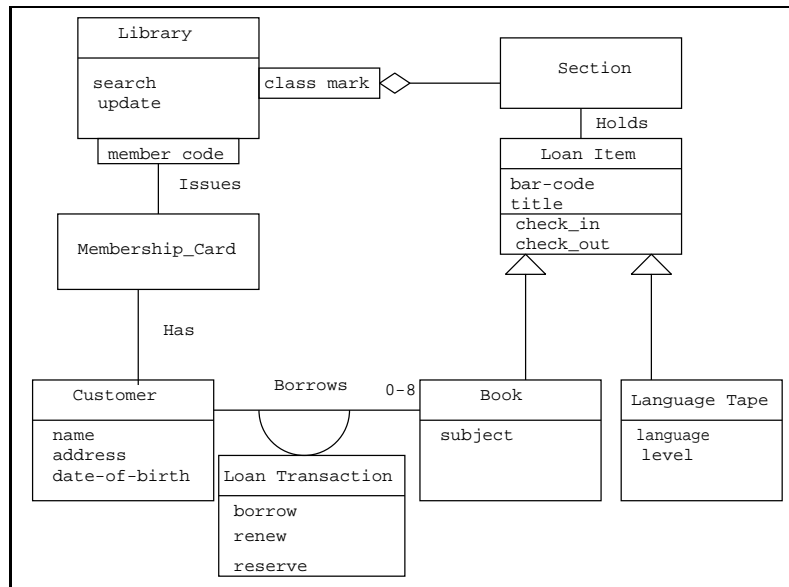 Library
search
update
class mark
Section
member code
Holds
Loan Item
bar-code
title
check_in
check_out
Issues
Membership_Card
Has
Customer
name
address
date-of-birth
Borrows
0-8
Book
subject
Language Tape
language
level
Loan Transaction
borrow
renew
reserve